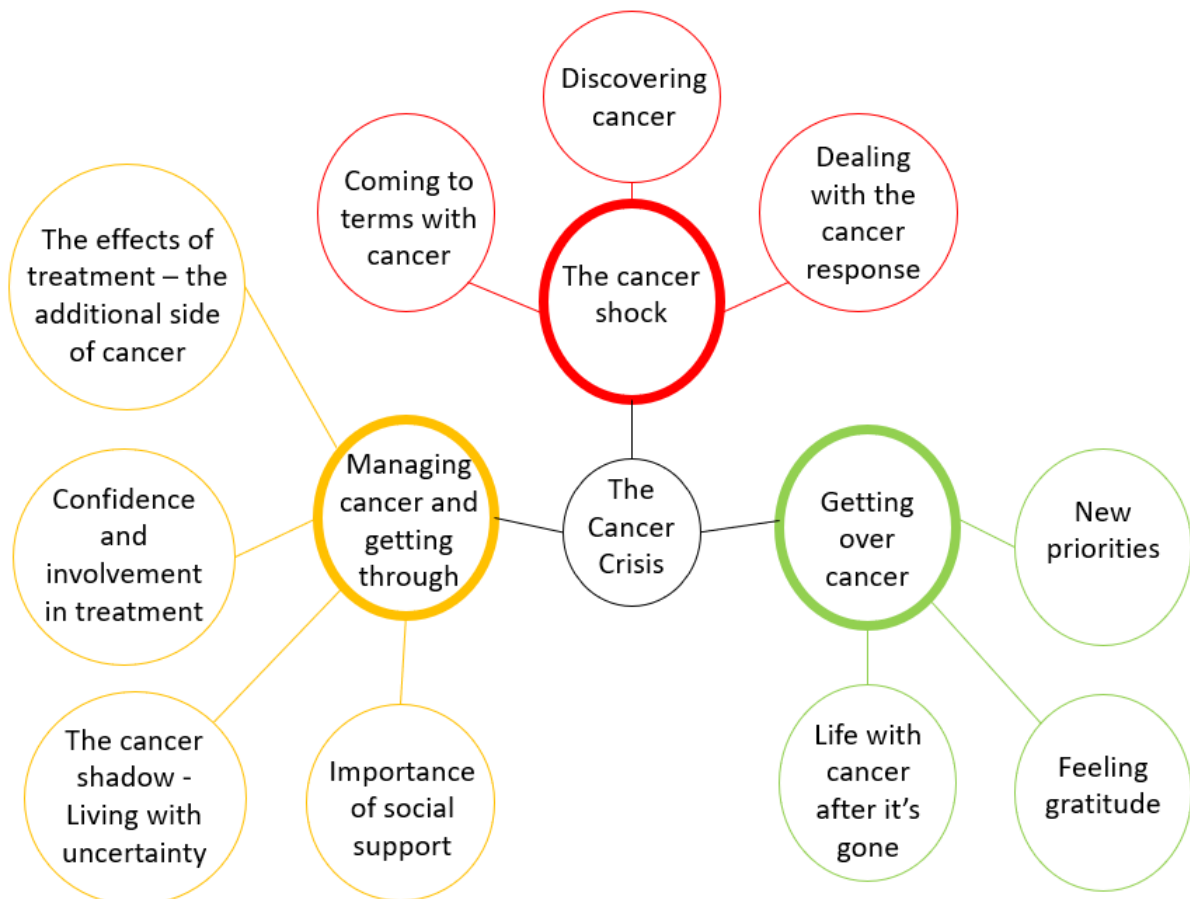 Discovering
cancer
Coming to
terms with
cancer
Dealing
with the
cancer
response
The effects of
treatment – the
additional side
of cancer
The cancer
shock
Managing
cancer and
getting
through
The
Cancer
Crisis
Getting
over
cancer
New
priorities
Confidence
and
involvement
in treatment
The cancer
shadow -
Living with
uncertainty
Importance
of social
support
Life with
cancer
after it’s
gone
Feeling
gratitude